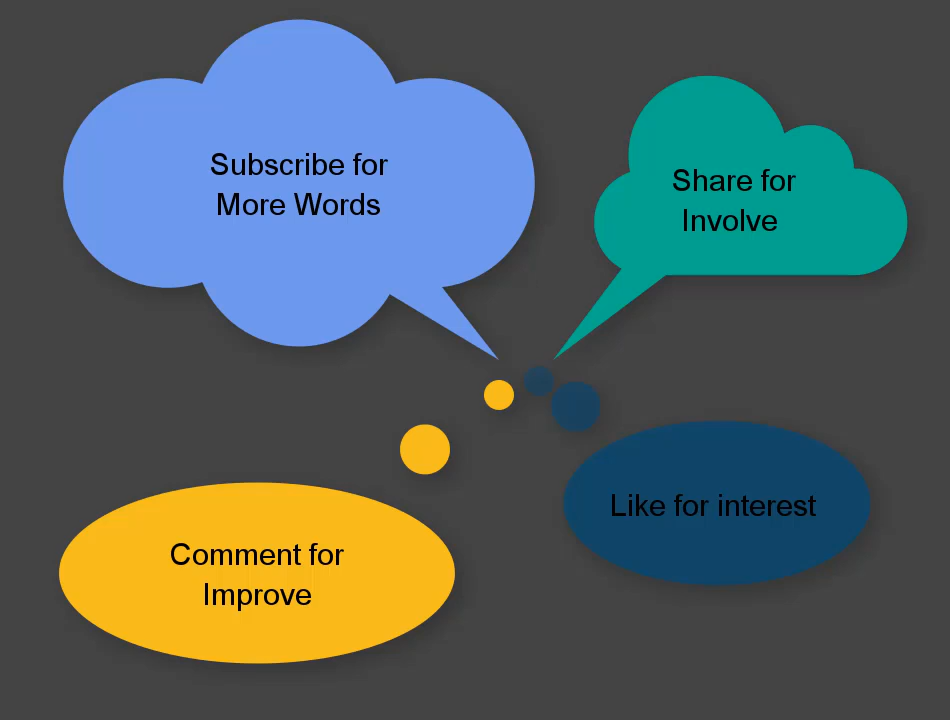 Subscribe for
More Words
Share for
Involve
Like for interest
Comment for
Improve